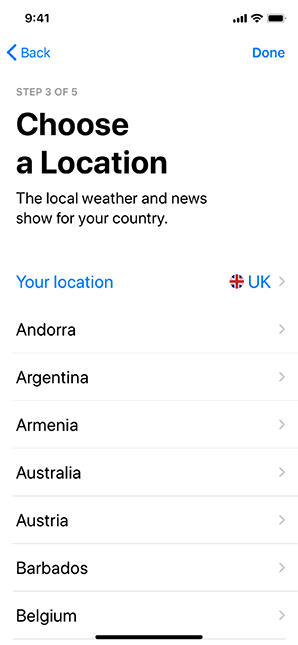 9:41
Back Done
STEP 3 OF 5
Choose
a Location
The local weather and news
show for your country.
Your location UK
Andorra
Argentina
Armenia
Australia
Austria
Barbados
Belgium